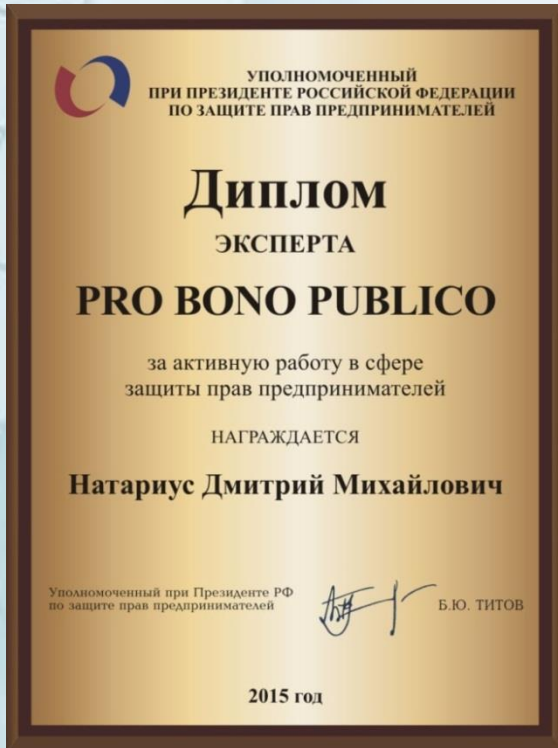 УПОЛНОМОЧЕННЫЙ
ПРИ ПРЕЗИДЕНТЕ РОССИЙСКОЙ ФЕДЕРАЦИИ
ПО ЗАЩИТЕ ПРАВ ПРЕДПРИНИМАТЕЛЕЙ
Диплом
ЭКСПЕРТА
PRO BONO PUBLICO
за активную работу в сфере
защиты прав предпринимателей
НАГРАЖДАЕТСЯ
Натариус Дмитрий Михайлович
Уполномоченный при Президенте РФ
по защите прав предпринимателей
Б.Ю. ТИТОВ
2015 год